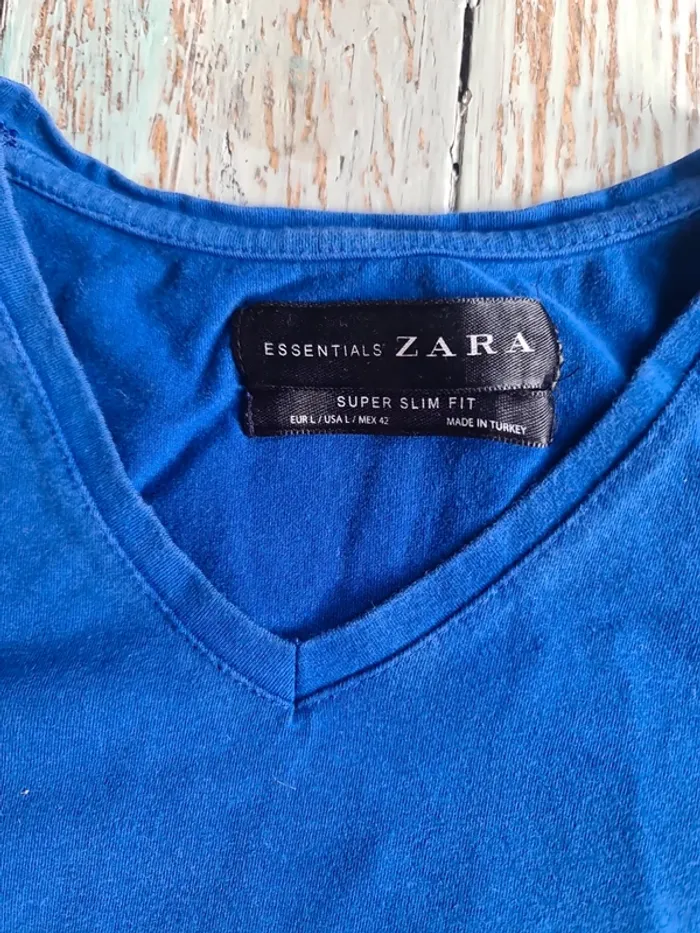 ESSENTIALS ZARA
SUPER SLIM FIT
EUR L / USA L / MEX 42 MADE IN TURKEY